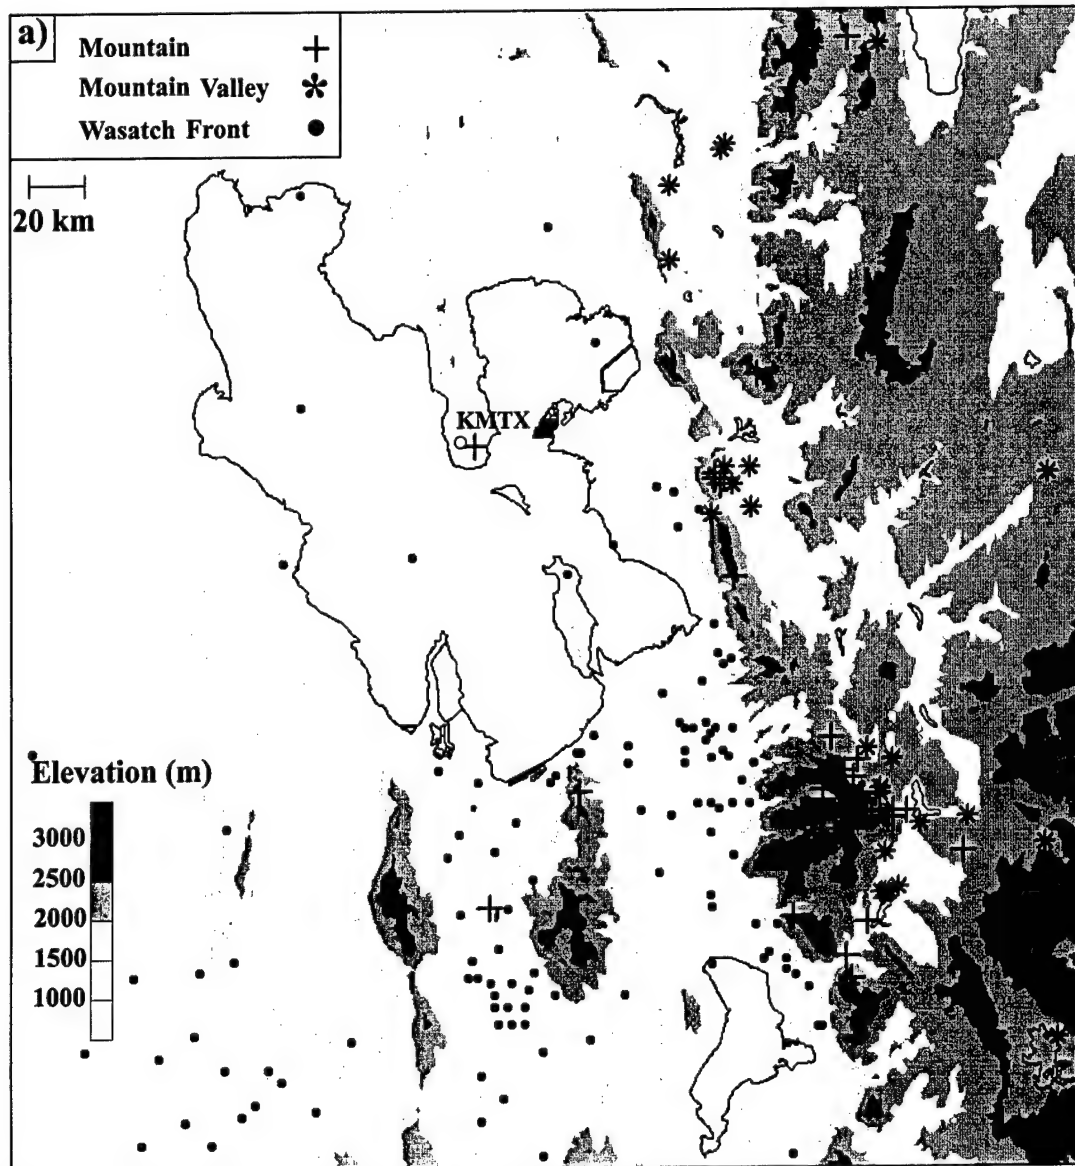 a)
Mountain
Mountain Valley
Wasatch Front
20 km
KMTX
Elevation (m)
3000
2500
2000
1500
1000